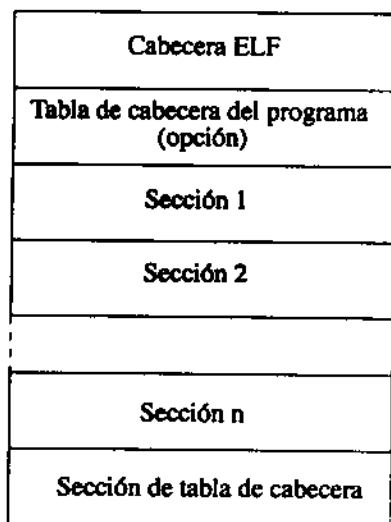 Cabecera ELF
Tabla de cabecera del programa
(opción)
Sección 1
Sección 2
Sección n
Sección de tabla de cabecera